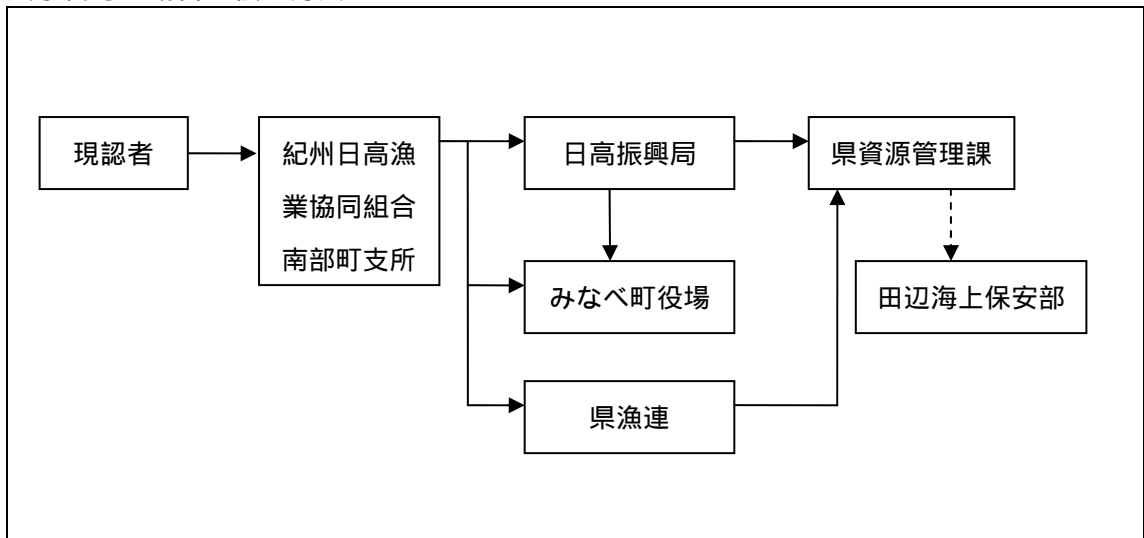 現認者
紀州日高漁
業協同組合
南部町支所
日高振興局
県資源管理課
みなべ町役場
田辺海上保安部
県漁連